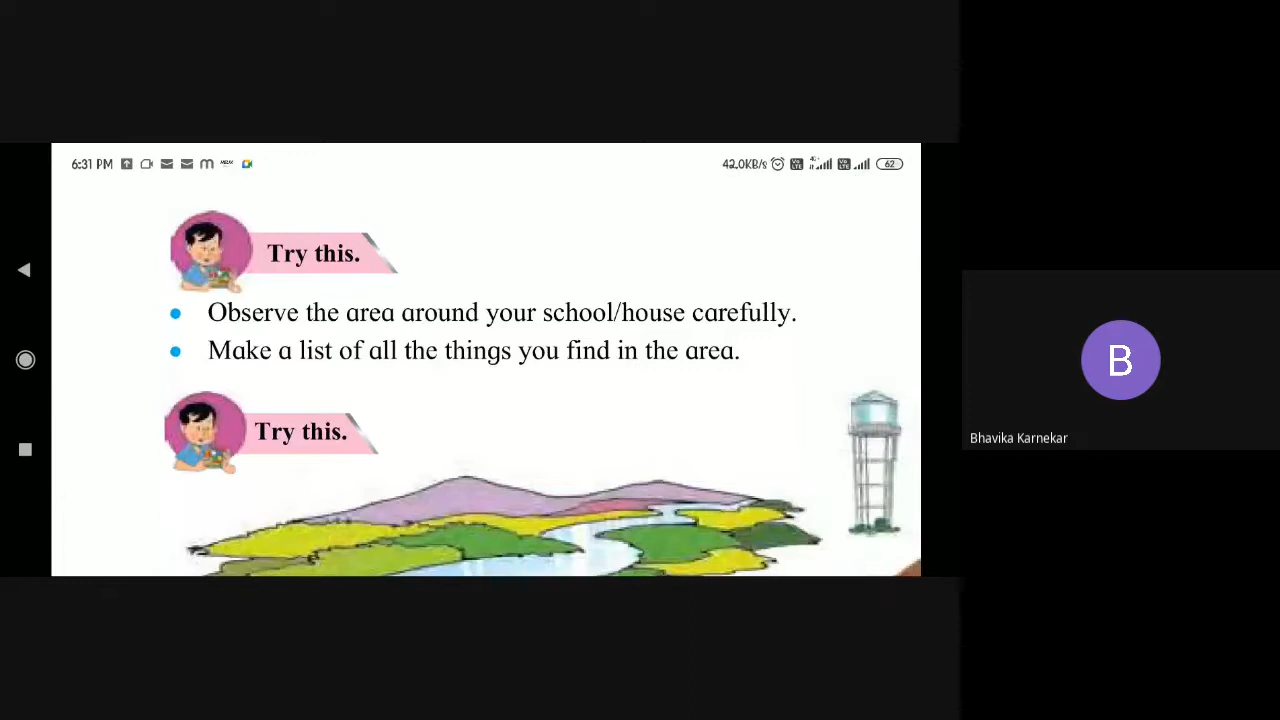 6:31 PM
42.0KB/s
62
Try this.
Observe the area around your school/house carefully.
Make a list of all the things you find in the area.
Try this.
B
Bhavika Karnekar